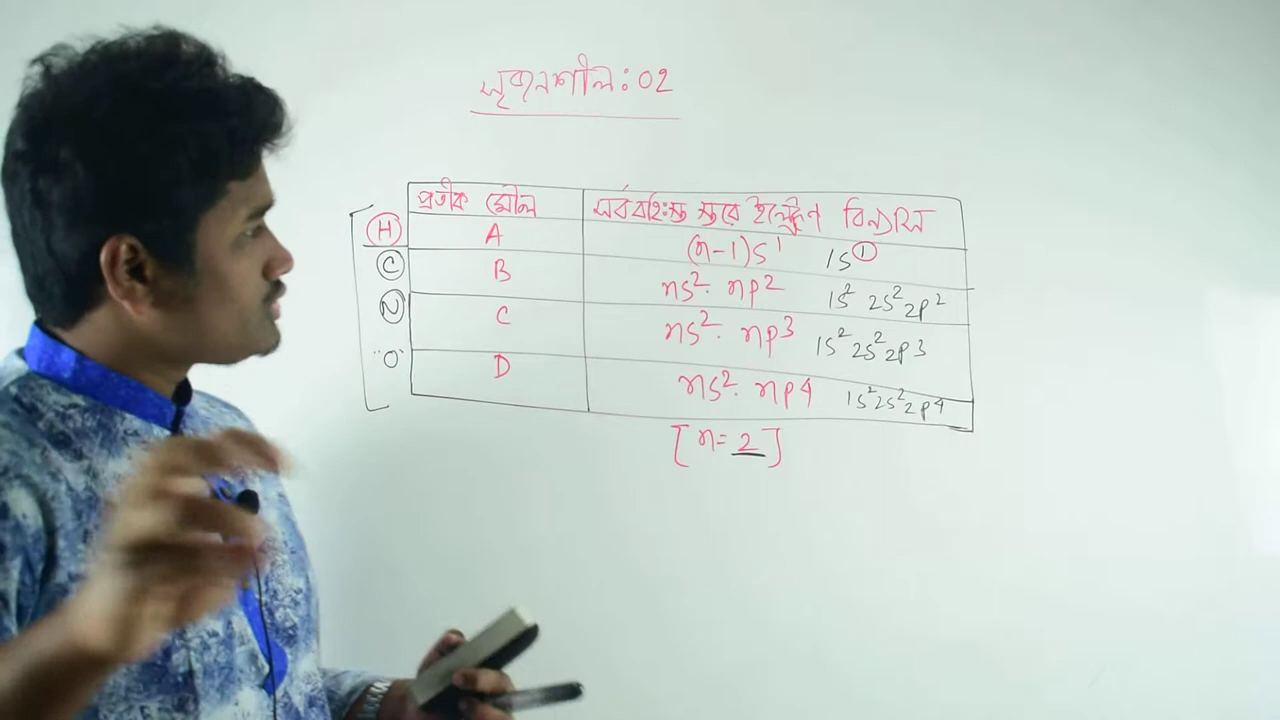 সৃজনশীল: 02
প্রতীক মৌল সর্ববহিঃস্থ স্তরে ইলেক্ট্রন বিন্যাস
H A (n-1)s¹ 1s¹
C B ns². np² 1s² 2s² 2p²
N C ns². np³ 1s² 2s² 2p³
"O" D ns². np4 1s² 2s² 2p⁴
[n= 2]